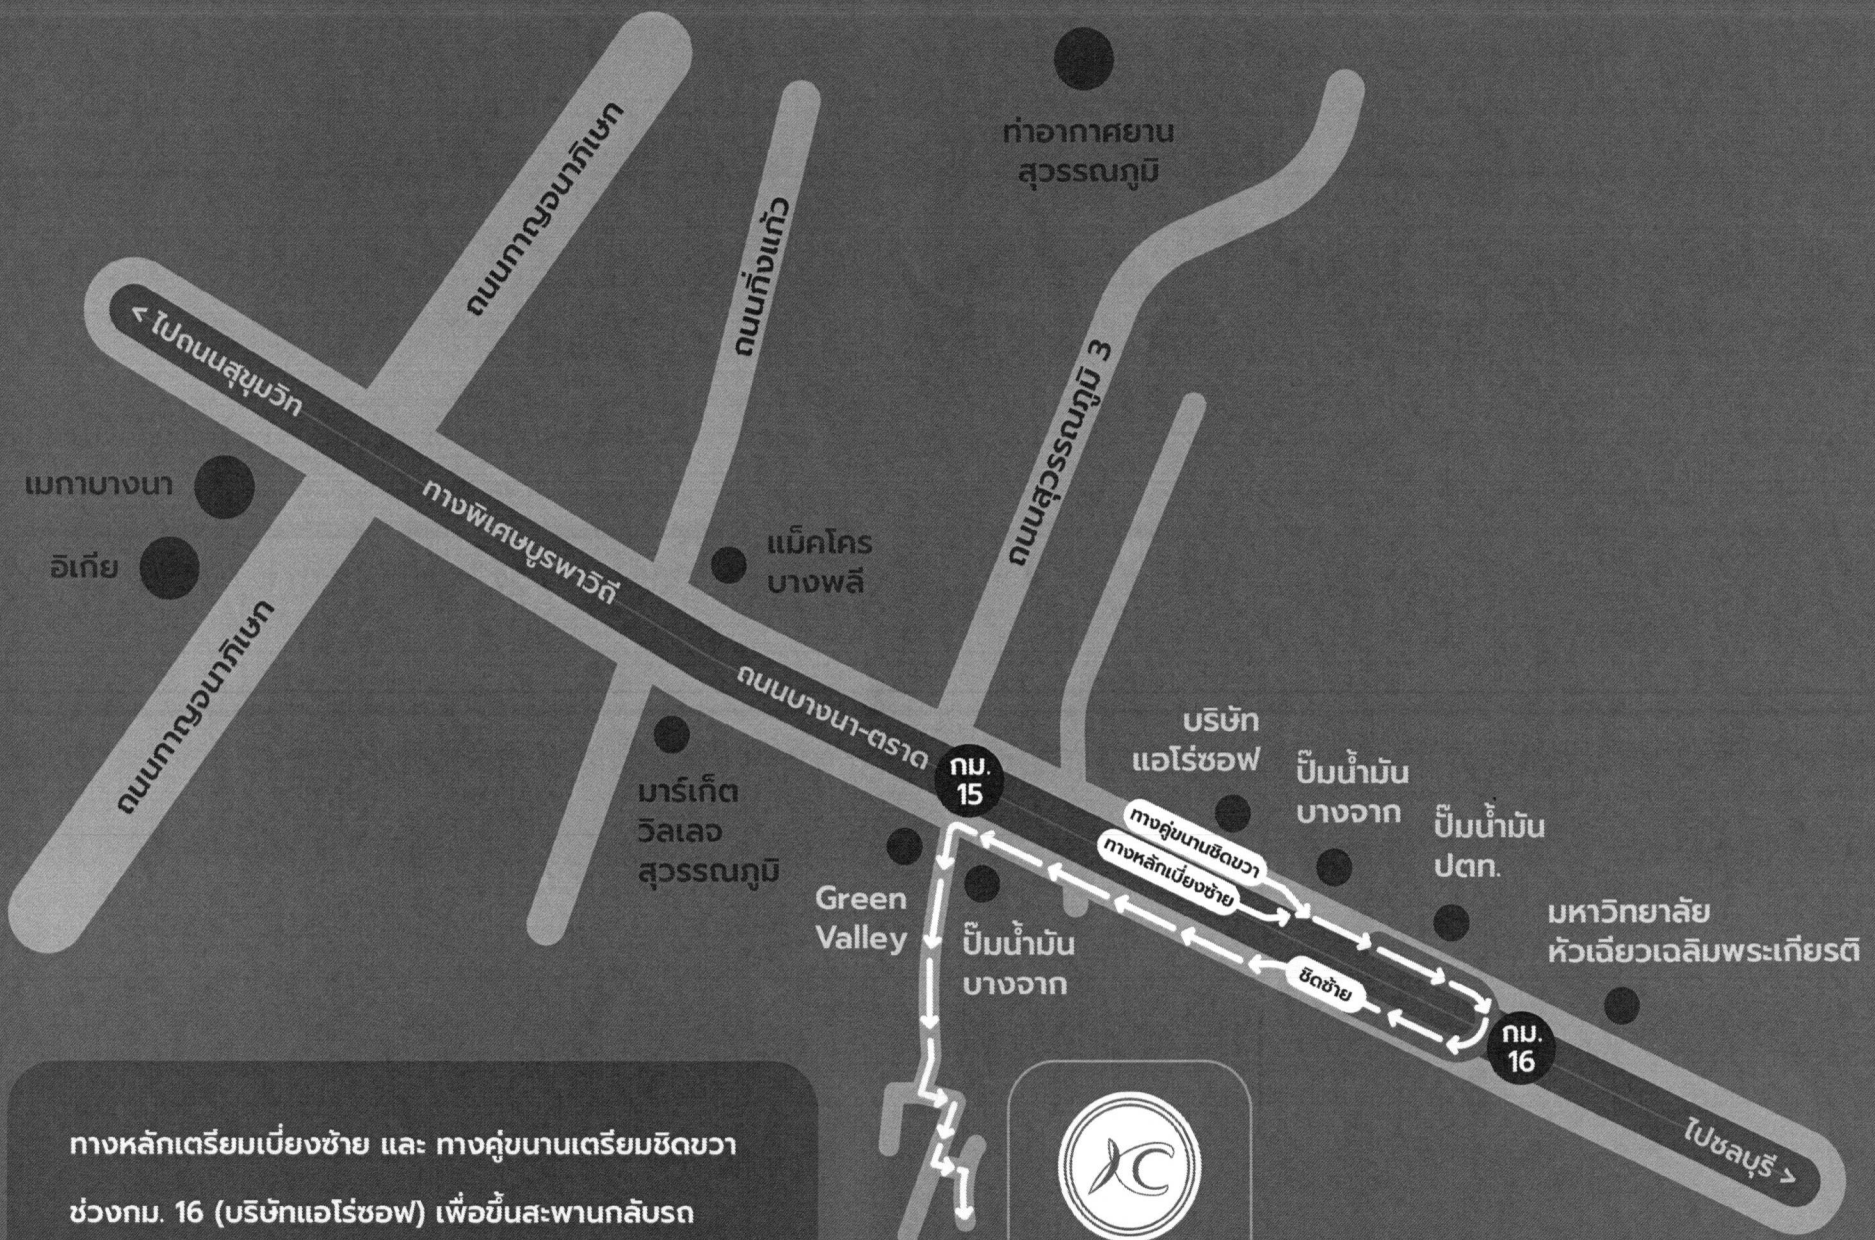 ท่าอากาศยาน
สุวรรณภูมิ
ถนนกาญจนาภิเษก
ถนนกิ่งแก้ว
< ไปถนนสุขุมวิท
ถนนสุวรรณภูมิ 3
เมกาบางนา
อิเกีย
ทางพิเศษบูรพาวิถี
แม็คโคร
บางพลี
ถนนกาญจนาภิเษก
ถนนบางนา-ตราด
กม.
15
มาร์เก็ต
วิลเลจ
สุวรรณภูมิ
บริษัท
แอโร่ซอฟ
ปั๊มน้ำมัน
บางจาก
ปั๊มน้ำมัน
ปตท.
ทางคู่ขนานชิดขวา
ทางหลักเบี่ยงซ้าย
Green
Valley
ปั๊มน้ำมัน
บางจาก
ชิดซ้าย
มหาวิทยาลัย
หัวเฉียวเฉลิมพระเกียรติ
กม.
16
ไปชลบุรี >
ทางหลักเตรียมเบี่ยงซ้าย และ ทางคู่ขนานเตรียมชิดขวา
ช่วงกม. 16 (บริษัทแอโร่ซอฟ) เพื่อขึ้นสะพานกลับรถ